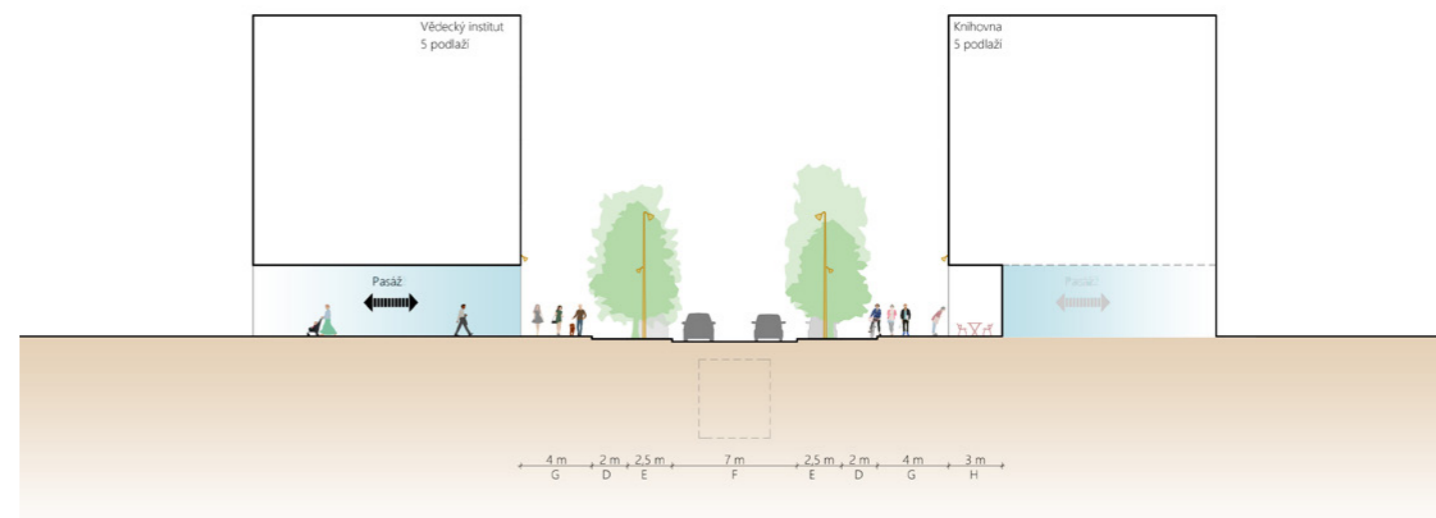 Vědecký institut
5 podlaží
Knihovna
5 podlaží
Pasáž
Pasáž
4 m 2 m 2,5 m 7 m 2,5 m 2 m 4 m 3 m
G D E F E D G H